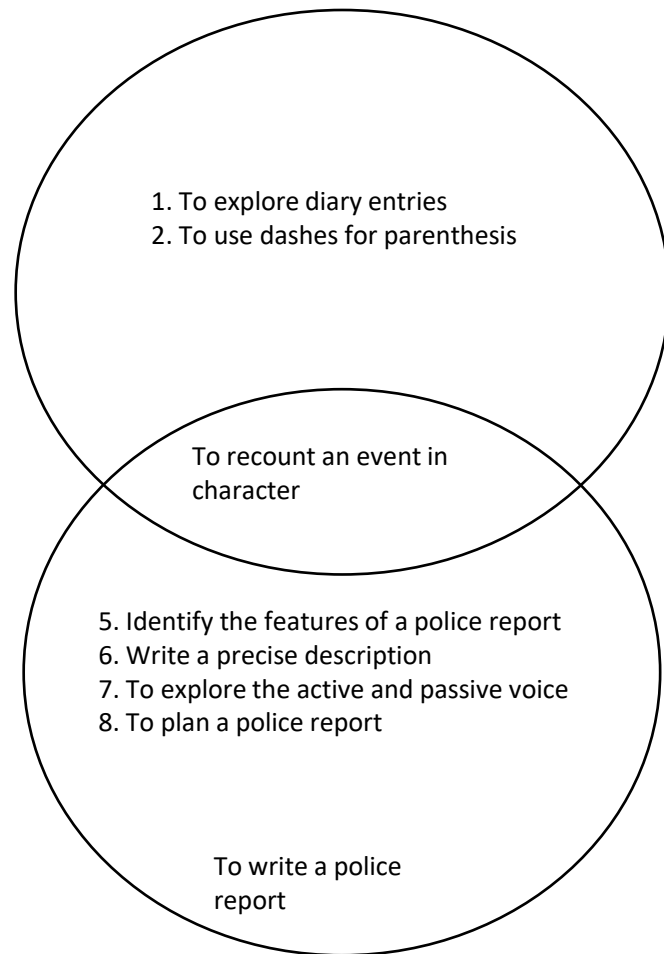 1. To explore diary entries
2. To use dashes for parenthesis
To recount an event in
character
5. Identify the features of a police report
6. Write a precise description
7. To explore the active and passive voice
8. To plan a police report
To write a police
report